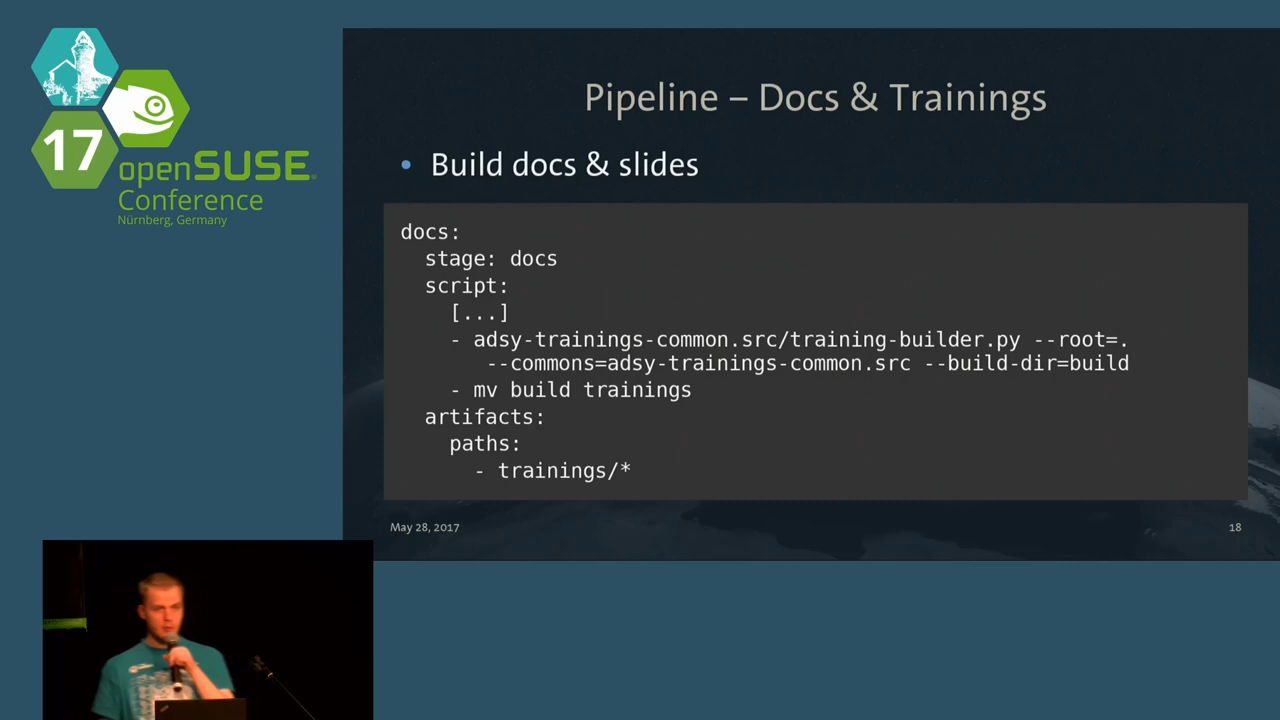 17
openSUSE
Conference
Nürnberg, Germany
Pipeline – Docs & Trainings
• Build docs & slides
docs:
  stage: docs
  script:
    [...]
    - adsy-trainings-common.src/training-builder.py --root=.
       --commons=adsy-trainings-common.src --build-dir=build
    - mv build trainings
  artifacts:
    paths:
      - trainings/*
May 28, 2017
18